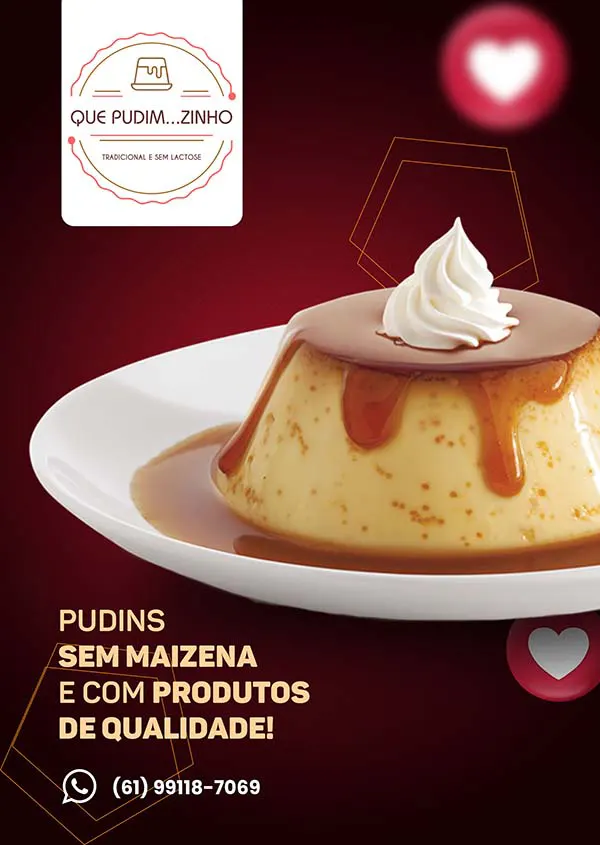 QUE PUDIM...ZINHO
TRADICIONAL E SEM LACTOSE
PUDINS
SEM MAIZENA
E COM PRODUTOS
DE QUALIDADE!
(61) 99118-7069